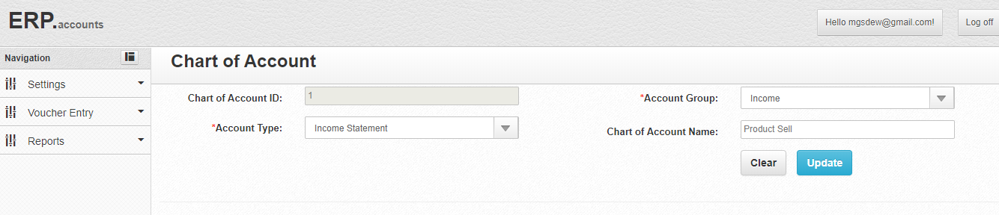 ERP.accounts
Hello mgsdew@gmail.com!
Log off
Navigation
Settings
Voucher Entry
Reports
Chart of Account
Chart of Account ID: 1
*Account Group: Income
*Account Type: Income Statement
Chart of Account Name: Product Sell
Clear
Update